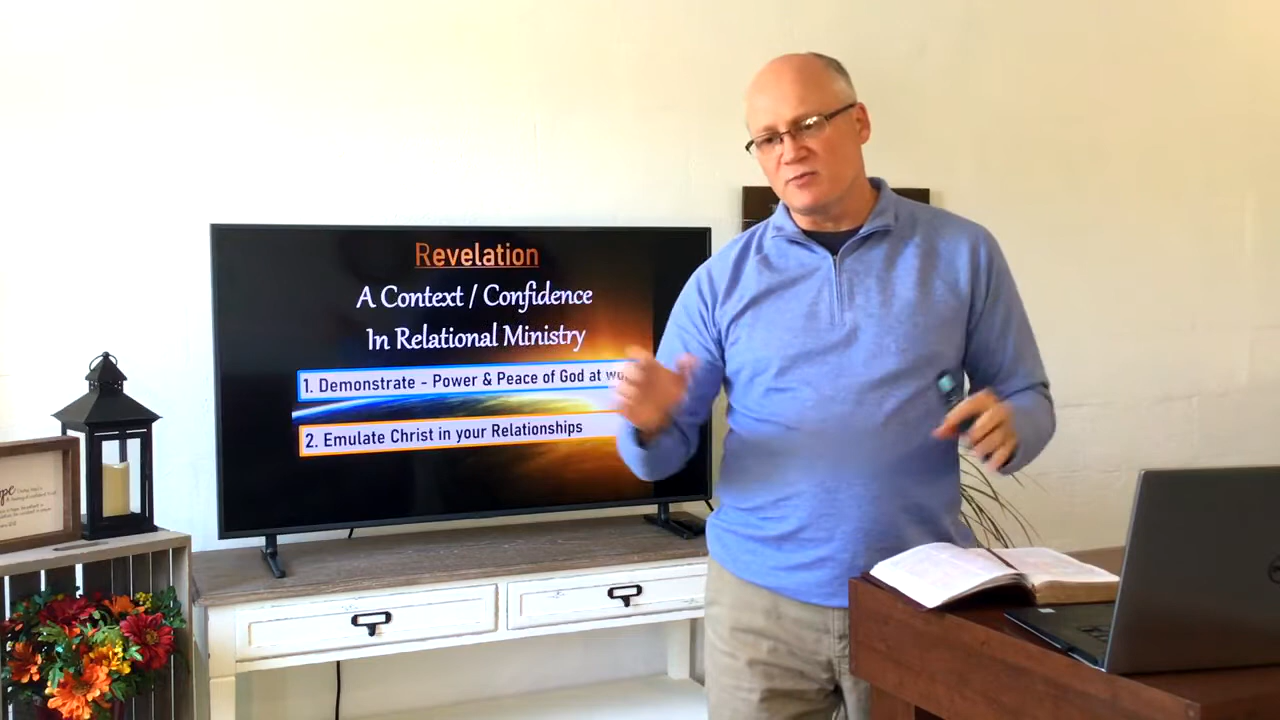 Revelation
A Context / Confidence
In Relational Ministry
1. Demonstrate - Power & Peace of God at
2. Emulate Christ in your Relationships